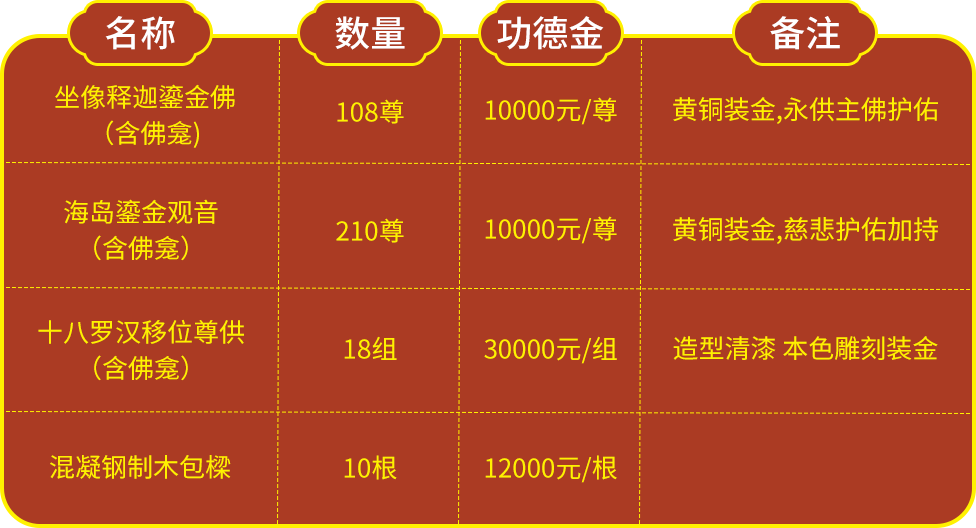 名称 数量 功德金 备注
坐像释迦鎏金佛
（含佛龛)
108尊 10000元/尊 黄铜装金,永供主佛护佑
海岛鎏金观音
（含佛龛）
210尊 10000元/尊 黄铜装金,慈悲护佑加持
十八罗汉移位尊供
（含佛龛）
18组 30000元/组 造型清漆 本色雕刻装金
混凝钢制木包樑 10根 12000元/根